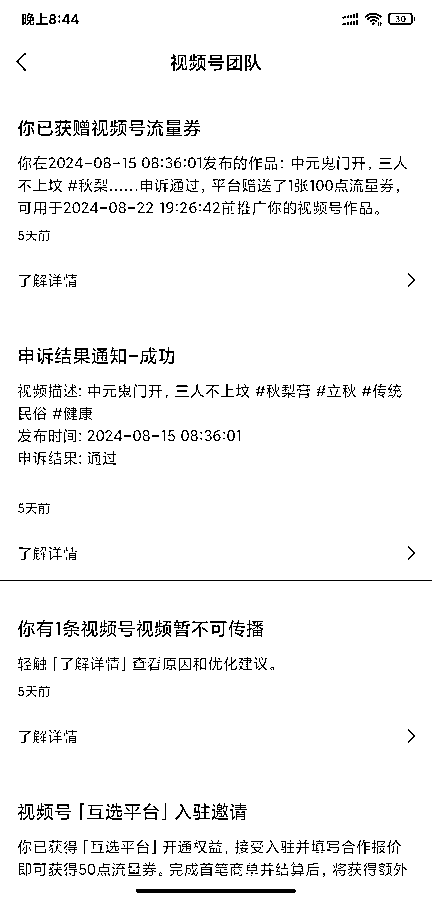 晚上8:44
30
视频号团队
你已获赠视频号流量券
你在2024-08-15 08:36:01发布的作品: 中元鬼门开, 三人
不上坟 #秋梨......申诉通过, 平台赠送了1张100点流量券,
可用于2024-08-22 19:26:42前推广你的视频号作品。
5天前
了解详情
申诉结果通知-成功
视频描述: 中元鬼门开, 三人不上坟 #秋梨膏 #立秋 #传统
民俗 #健康
发布时间: 2024-08-15 08:36:01
申诉结果: 通过
5天前
了解详情
你有1条视频号视频暂不可传播
轻触「了解详情」查看原因和优化建议。
5天前
了解详情
视频号「互选平台」入驻邀请
你已获得「互选平台」开通权益, 接受入驻并填写合作报价
即可获得50点流量券。完成首笔商单并结算后, 将获得额外